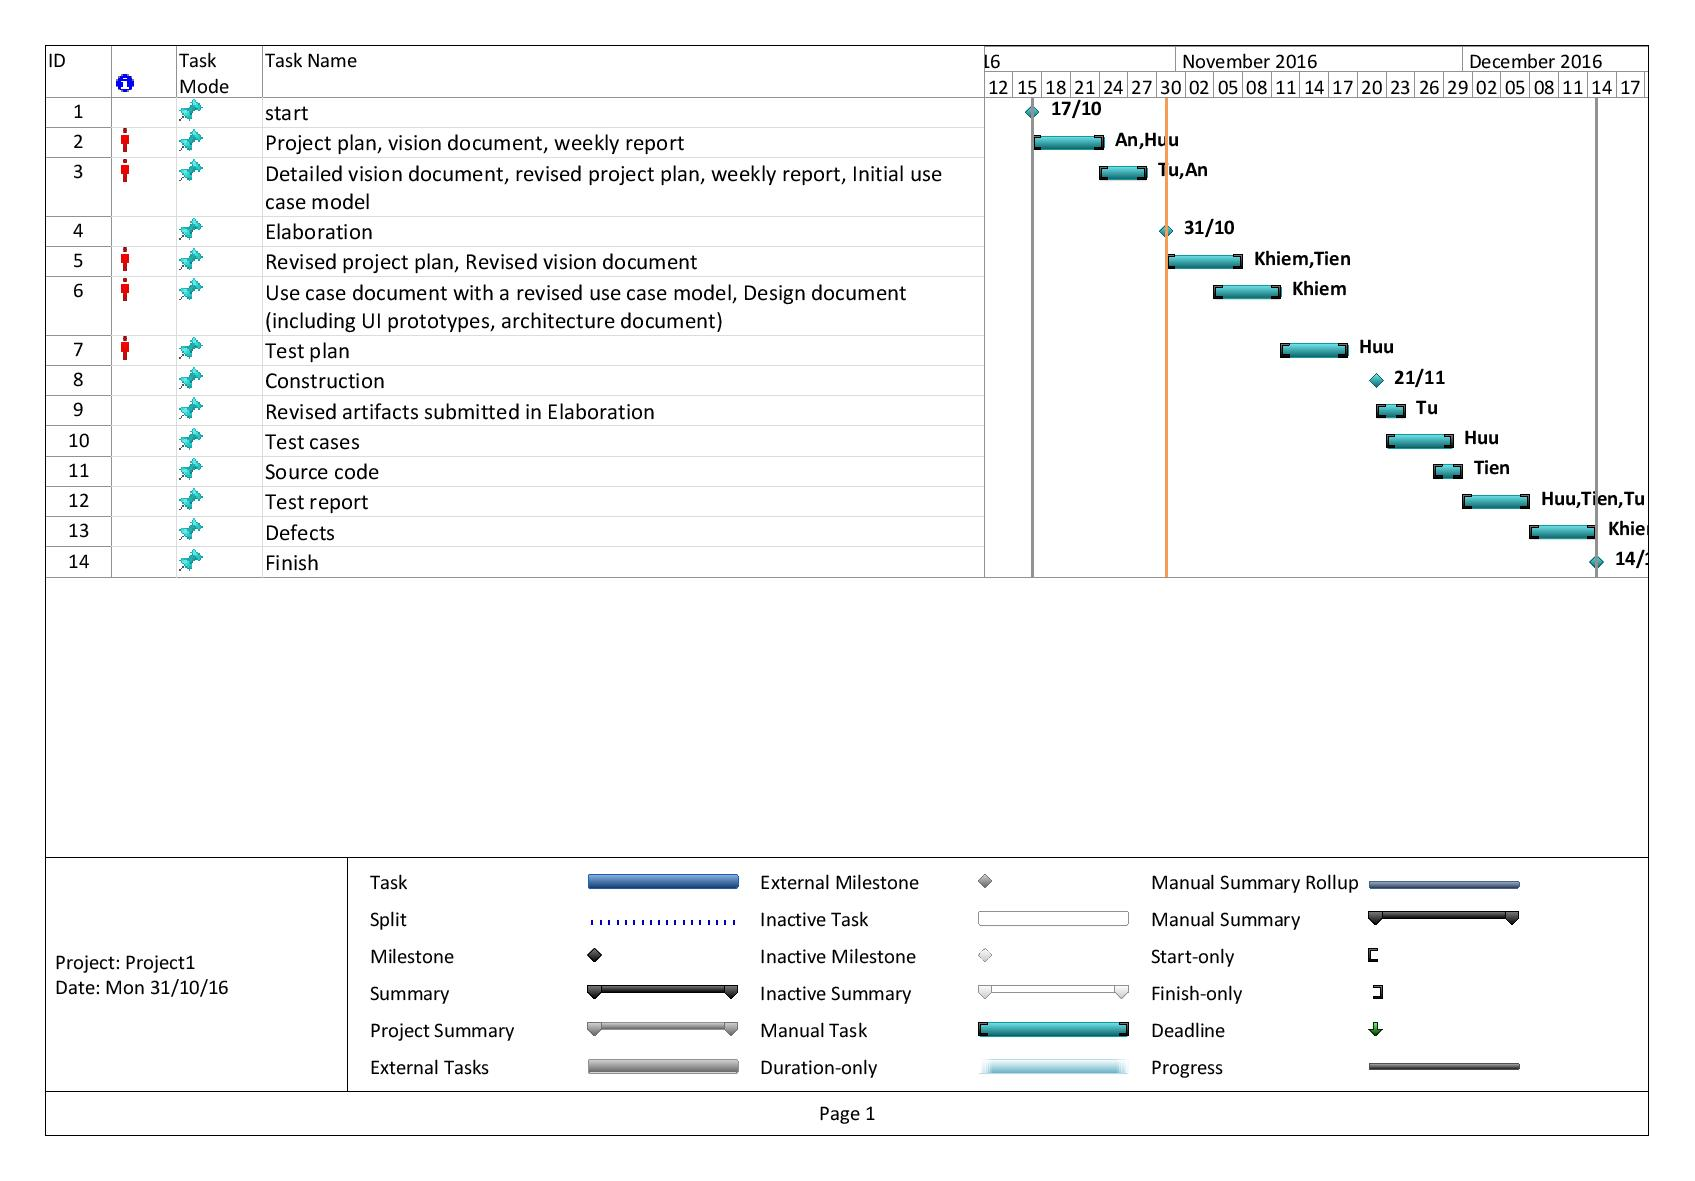 ID Task Task Name 16 November 2016 December 2016
Mode 12 15 18 21 24 27 30 02 05 08 11 14 17 20 23 26 29 02 05 08 11 14 17
1 start 17/10
2 Project plan, vision document, weekly report An,Huu
3 Detailed vision document, revised project plan, weekly report, Initial use Tu,An
case model
4 Elaboration 31/10
5 Revised project plan, Revised vision document Khiem,Tien
6 Use case document with a revised use case model, Design document Khiem
(including UI prototypes, architecture document)
7 Test plan Huu
8 Construction 21/11
9 Revised artifacts submitted in Elaboration Tu
10 Test cases Huu
11 Source code Tien
12 Test report Huu,Tien,Tu
13 Defects Khie
14 Finish 14/1
Task External Milestone Manual Summary Rollup
Split Inactive Task Manual Summary
Milestone Inactive Milestone Start-only
Summary Inactive Summary Finish-only
Project Summary Manual Task Deadline
External Tasks Duration-only Progress
Project: Project1
Date: Mon 31/10/16
Page 1